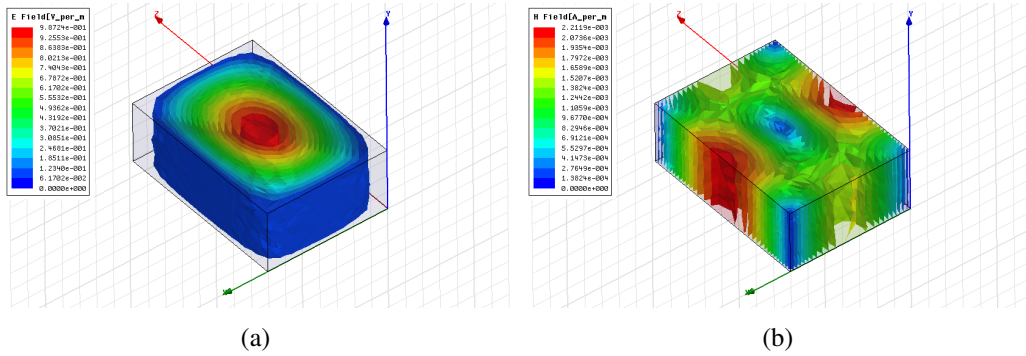 E Field[V_per_m
9.8724e-001
9.2553e-001
8.6383e-001
8.0213e-001
7.4043e-001
6.7872e-001
6.1702e-001
5.5532e-001
4.9362e-001
4.3192e-001
3.7021e-001
3.0851e-001
2.4681e-001
1.8511e-001
1.2340e-001
6.1702e-002
0.0000e+000
Z
Y
X
(a)
H Field[A_per_m
2.2119e-003
2.0736e-003
1.9354e-003
1.7972e-003
1.6589e-003
1.5207e-003
1.3824e-003
1.2442e-003
1.1059e-003
9.6770e-004
8.2946e-004
6.9121e-004
5.5297e-004
4.1473e-004
2.7649e-004
1.3824e-004
0.0000e+000
Z
Y
X
(b)